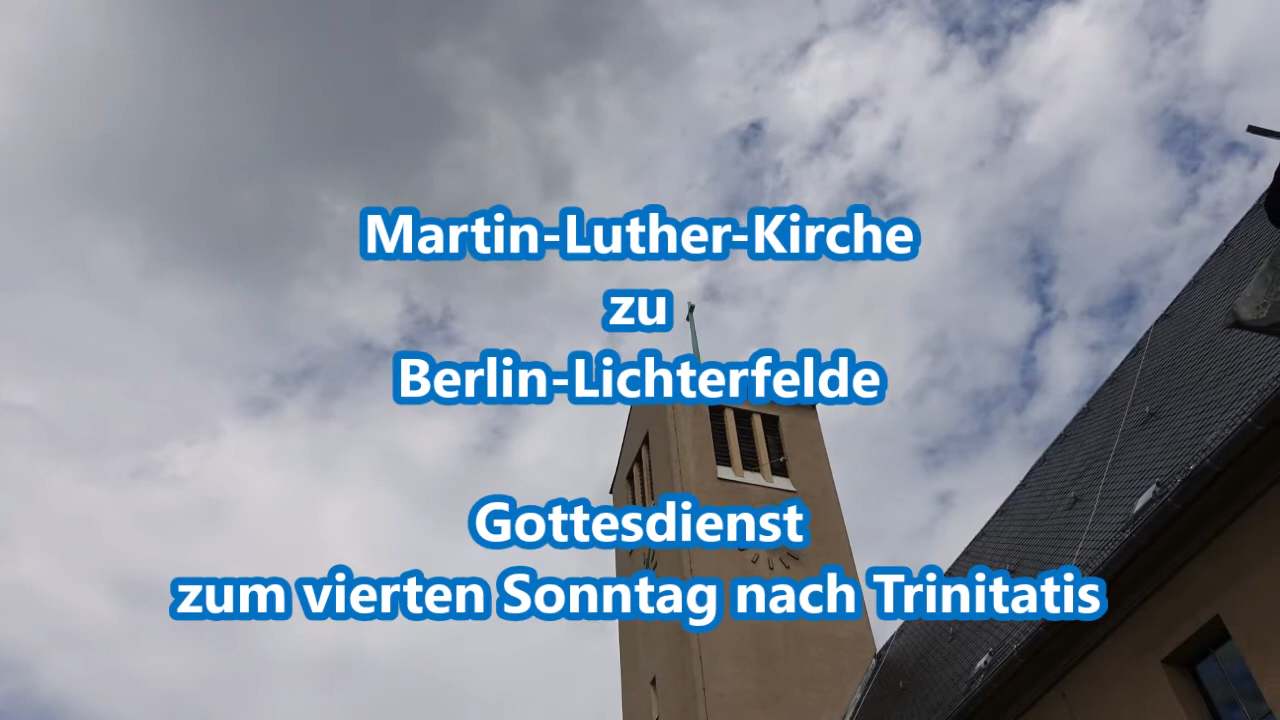 Martin-Luther-Kirche
zu
Berlin-Lichterfelde
Gottesdienst
zum vierten Sonntag nach Trinitatis